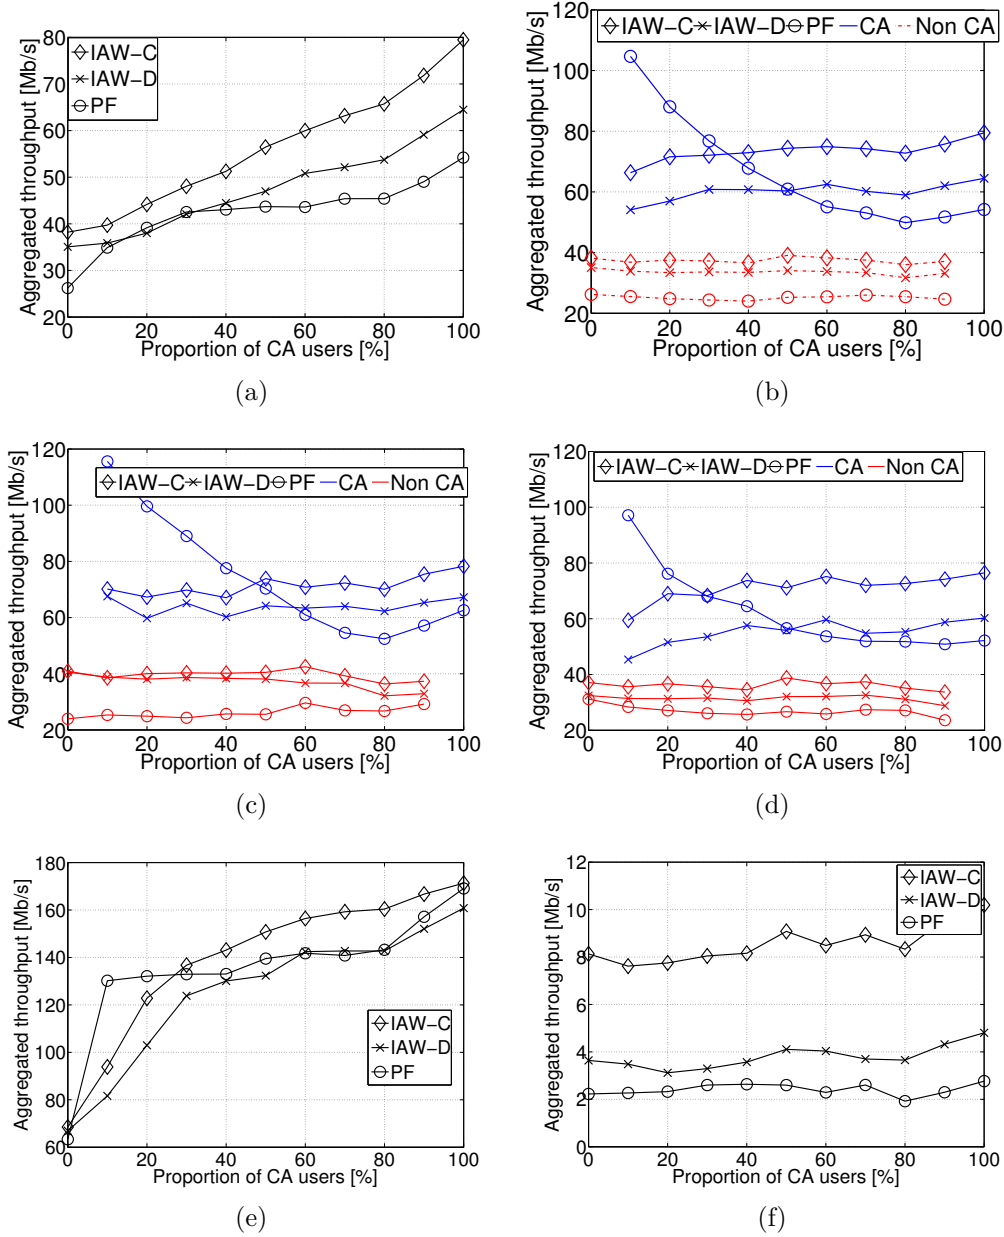 80
70
60
50
40
30
20
0
20
40
60
80
100
Aggregated throughput [Mb/s]
Proportion of CA users [%]
IAW-C
IAW-D
PF
(a)
120
100
80
60
40
20
0
20
40
60
80
100
Aggregated throughput [Mb/s]
Proportion of CA users [%]
IAW-C IAW-D PF CA Non CA
(b)
120
100
80
60
40
20
0
20
40
60
80
100
Aggregated throughput [Mb/s]
Proportion of CA users [%]
IAW-C IAW-D PF CA Non CA
(c)
120
100
80
60
40
20
0
20
40
60
80
100
Aggregated throughput [Mb/s]
Proportion of CA users [%]
IAW-C IAW-D PF CA Non CA
(d)
180
160
140
120
100
80
60
0
20
40
60
80
100
Aggregated throughput [Mb/s]
Proportion of CA users [%]
IAW-C
IAW-D
PF
(e)
12
10
8
6
4
2
0
0
20
40
60
80
100
Aggregated throughput [Mb/s]
Proportion of CA users [%]
IAW-C
IAW-D
PF
(f)